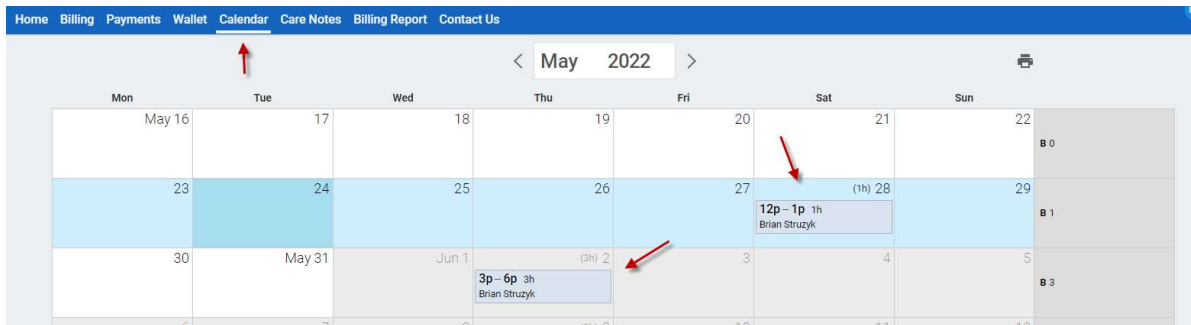 Home Billing Payments Wallet Calendar Care Notes Billing Report Contact Us
May 2022
Mon Tue Wed Thu Fri Sat Sun
May 16 17 18 19 20 21 22
B 0
23 24 25 26 27 (1h) 28 29
12p – 1p 1h
Brian Struzyk
B 1
30 May 31 Jun 1 (3h) 2 3 4 5
3p – 6p 3h
Brian Struzyk
B 3